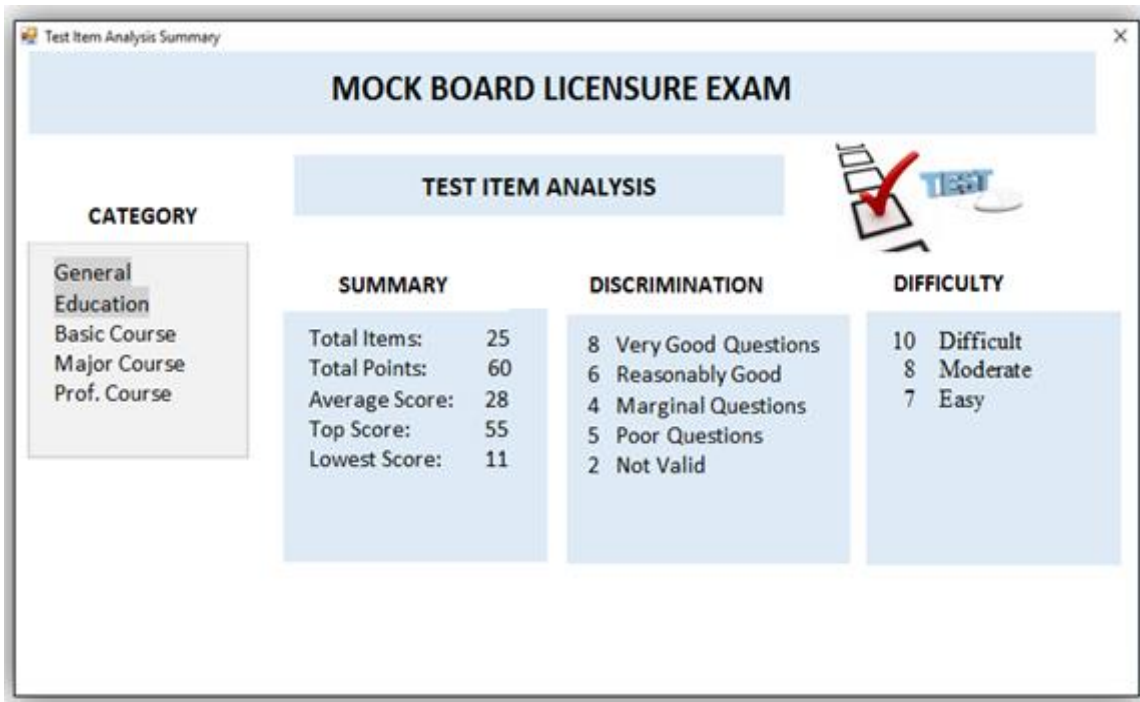 Test Item Analysis Summary
MOCK BOARD LICENSURE EXAM
TEST ITEM ANALYSIS
TEST
CATEGORY
General
Education
Basic Course
Major Course
Prof. Course
SUMMARY
Total Items: 25
Total Points: 60
Average Score: 28
Top Score: 55
Lowest Score: 11
DISCRIMINATION
8 Very Good Questions
6 Reasonably Good
4 Marginal Questions
5 Poor Questions
2 Not Valid
DIFFICULTY
10 Difficult
8 Moderate
7 Easy